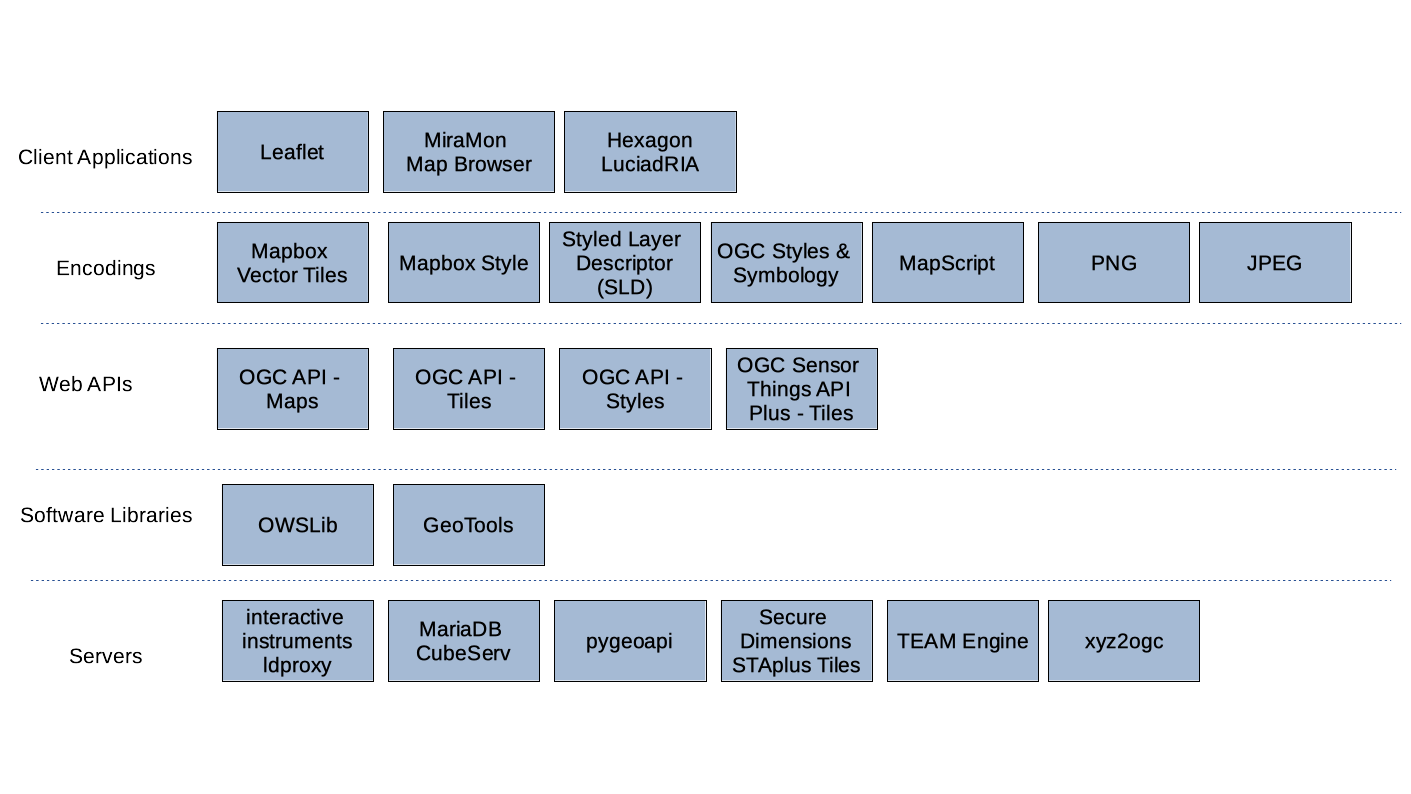 Client Applications
Leaflet
MiraMon
Map Browser
Hexagon
LuciadRIA
Encodings
Mapbox
Vector Tiles
Mapbox Style
Styled Layer
Descriptor
(SLD)
OGC Styles &
Symbology
MapScript
PNG
JPEG
Web APIs
OGC API -
Maps
OGC API -
Tiles
OGC API -
Styles
OGC Sensor
Things API
Plus - Tiles
Software Libraries
OWSLib
GeoTools
Servers
interactive
instruments
ldproxy
MariaDB
CubeServ
pygeoapi
Secure
Dimensions
STAplus Tiles
TEAM Engine
xyz2ogc